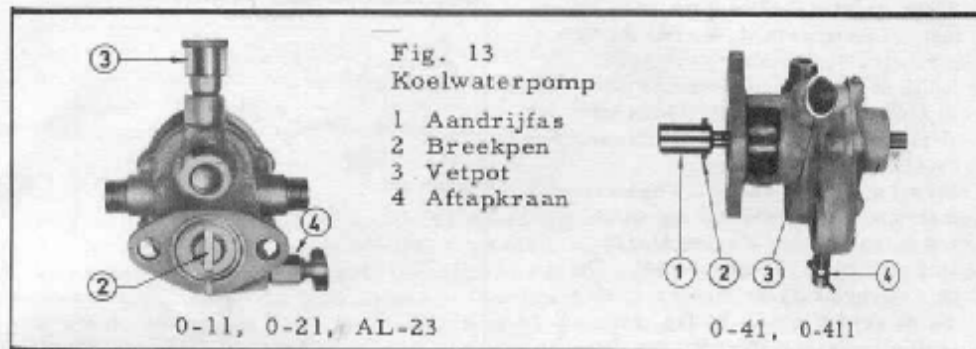 Fig. 13
Koelwaterpomp
1 Aandrijfas
2 Breekpen
3 Vetpot
4 Aftapkraan
3
4
2
0-11, 0-21, AL-23
1
2
3
4
0-41, 0-411